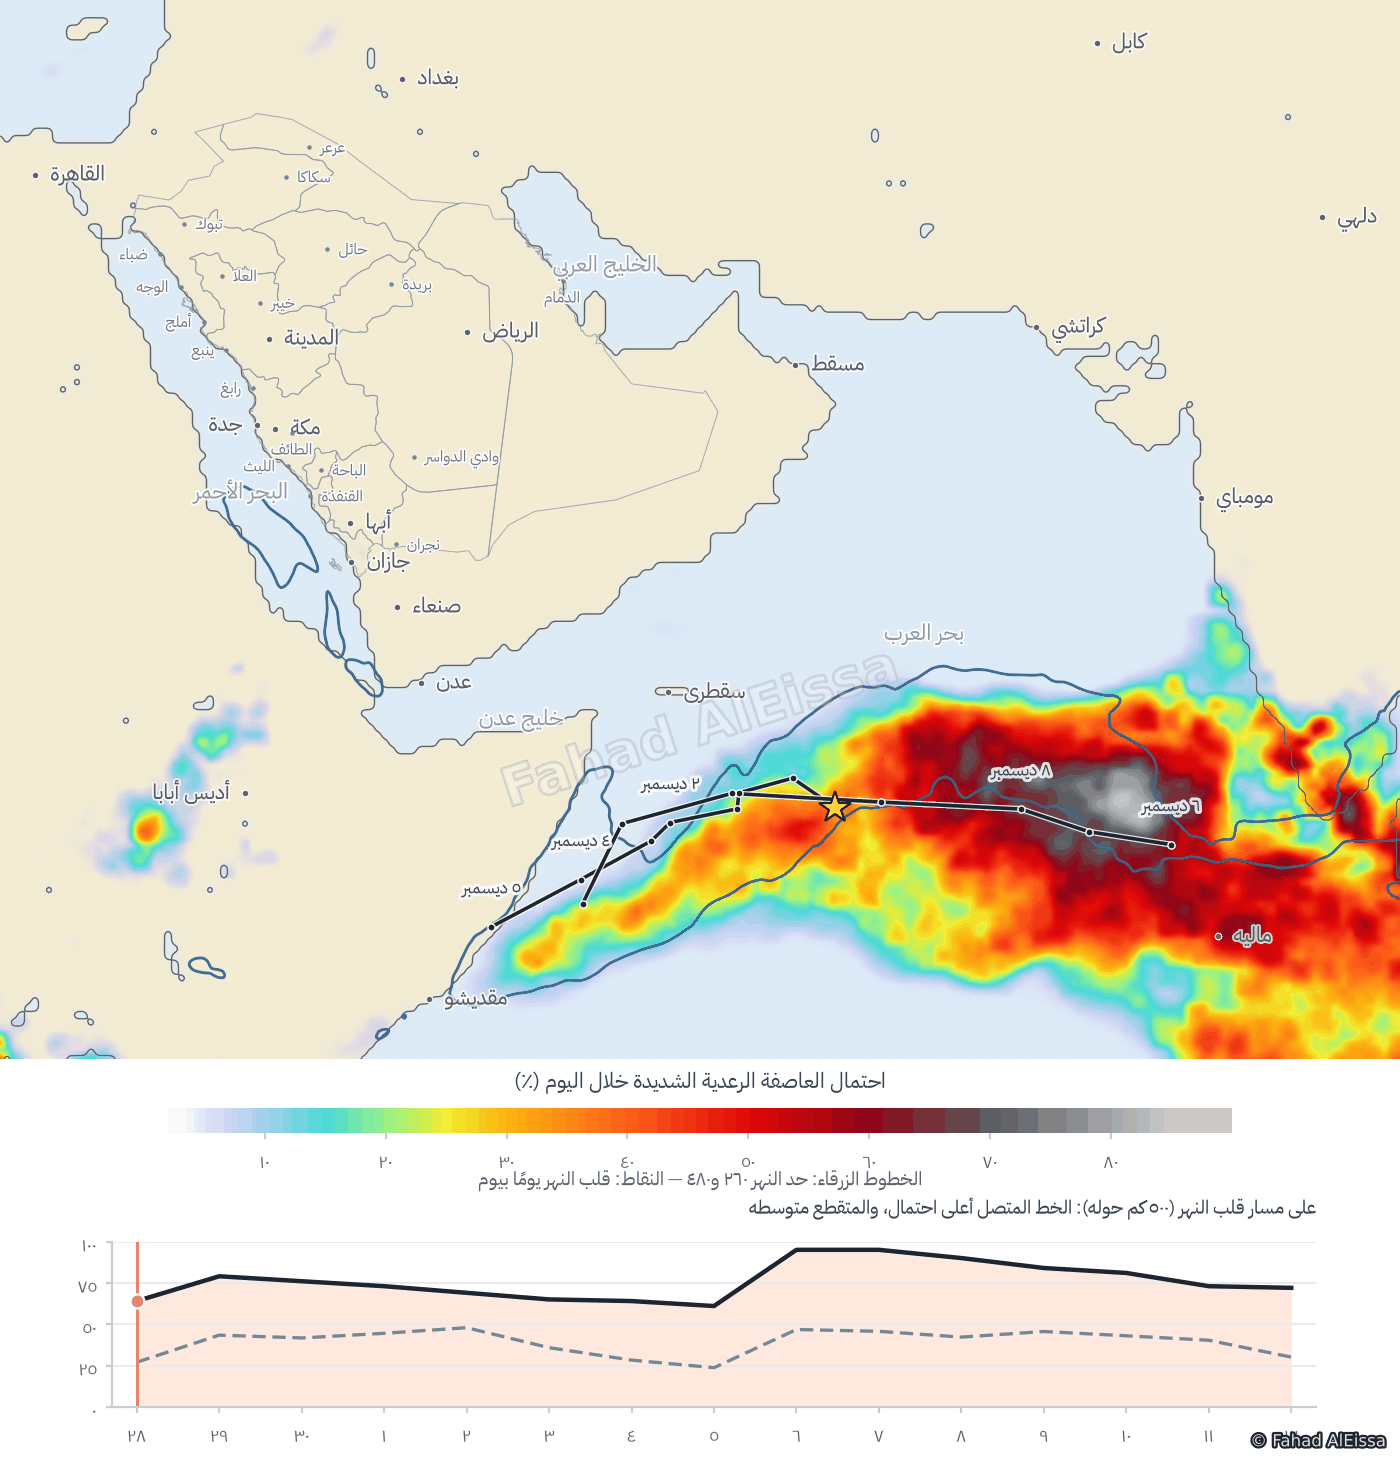 كابل
بغداد
عرعر
القاهرة
سكاكا
دلهي
تبوك
حائل
ضباء
الخليج العربي
العلا
الوجه
بريدة
الدمام
خيبر
أملج
كراتشي
الرياض
المدينة
ينبع
مسقط
رابغ
جدة
مكة
الطائف
وادي الدواسر
الليث
الباحة
البحر الأحمر
القنفذة
مومباي
أبها
نجران
جازان
صنعاء
بحر العرب
عدن
سقطرى
Fahad AlEissa
خليج عدن
٨ ديسمبر
٢ ديسمبر
أديس أبابا
٦ ديسمبر
٤ ديسمبر
٥ ديسمبر
ماليه
مقديشو
احتمال العاصفة الرعدية الشديدة خلال اليوم (٪)
١٠ ٢٠ ٣٠ ٤٠ ٥٠ ٦٠ ٧٠ ٨٠
الخطوط الزرقاء: حد النهر ٢٦٠ و٤٨٠ — النقاط: قلب النهر يومًا بيوم
على مسار قلب النهر (٥٠٠ كم حوله): الخط المتصل أعلى احتمال، والمتقطع متوسطه
١٠٠
٧٥
٥٠
٢٥
٠
٢٨ ٢٩ ٣٠ ١ ٢ ٣ ٤ ٥ ٦ ٧ ٨ ٩ ١٠ ١١
© Fahad AlEissa